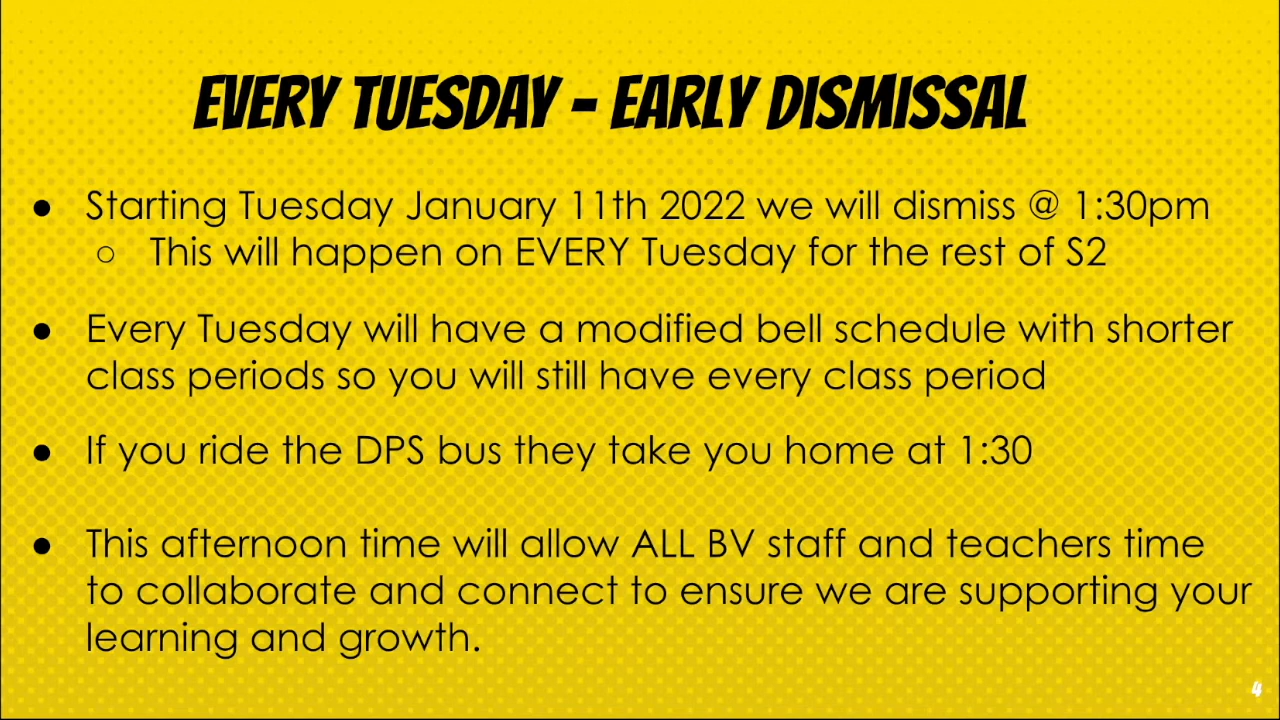 EVERY TUESDAY - EARLY DISMISSAL
● Starting Tuesday January 11th 2022 we will dismiss @ 1:30pm
○ This will happen on EVERY Tuesday for the rest of S2
● Every Tuesday will have a modified bell schedule with shorter
class periods so you will still have every class period
● If you ride the DPS bus they take you home at 1:30
● This afternoon time will allow ALL BV staff and teachers time
to collaborate and connect to ensure we are supporting your
learning and growth.
4